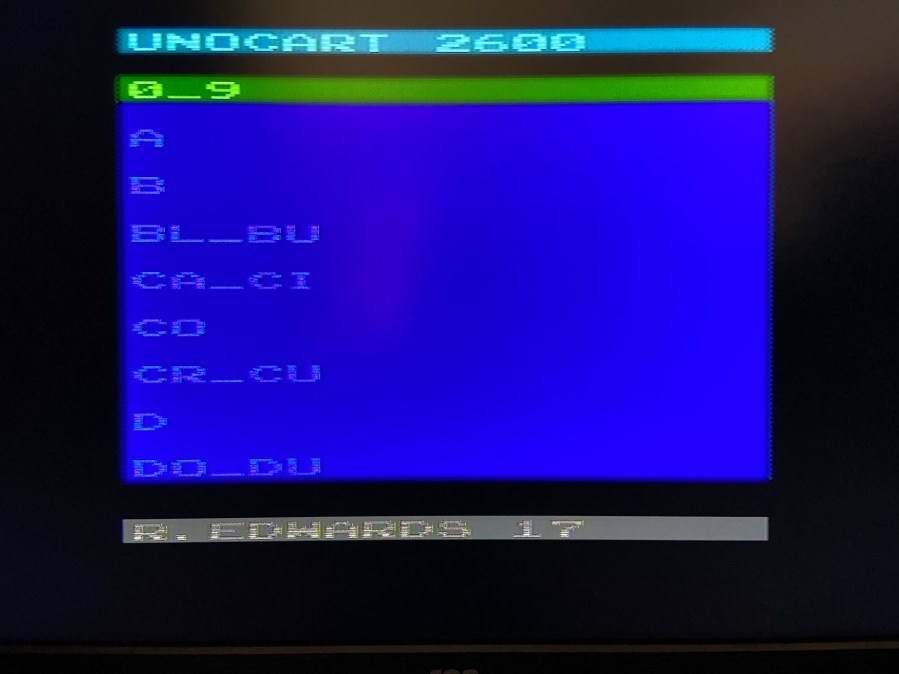 UNOCART 2600
0_9
A
B
BL_BU
CA_CI
CO
CR_CU
D
DO_DU
R.EDWARDS 17